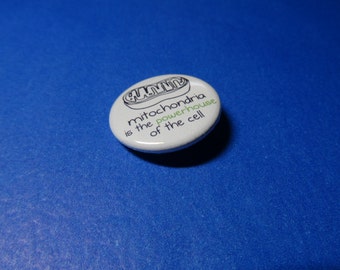 mitochondria
is the powerhouse
of the cell